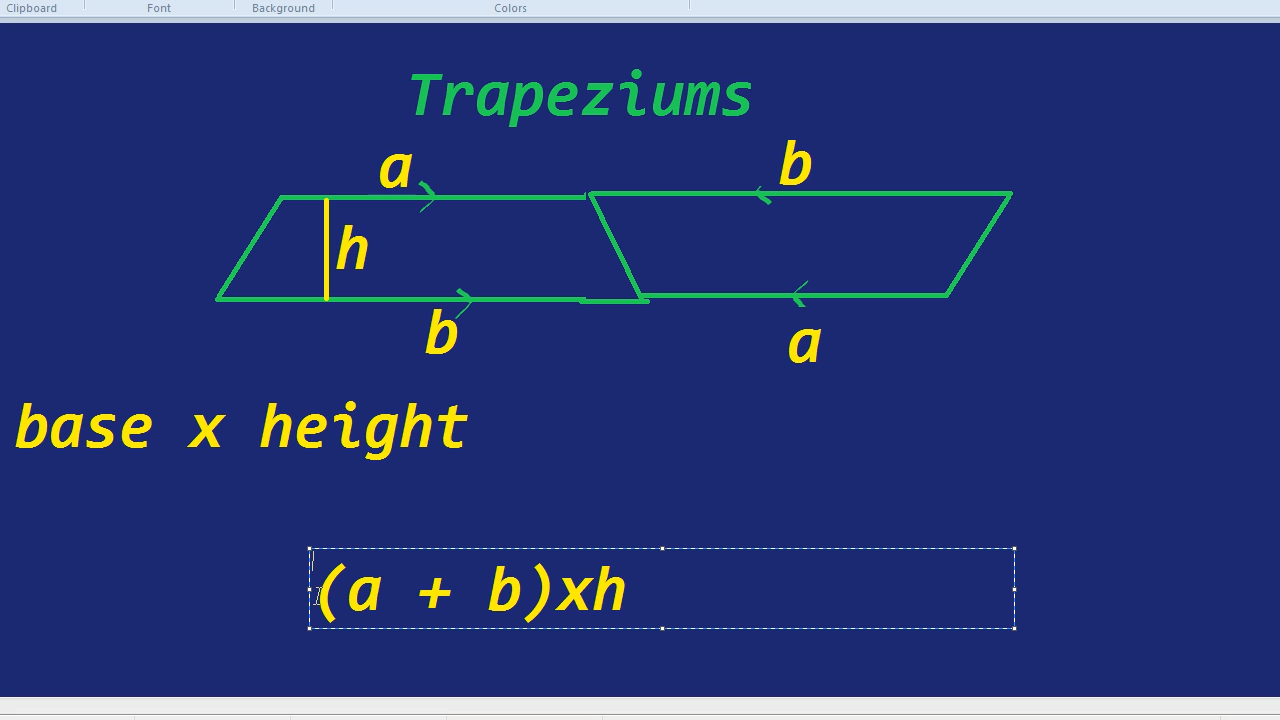 Clipboard Font Background Colors
Trapeziums
a b
h
b a
base x height
(a + b)xh